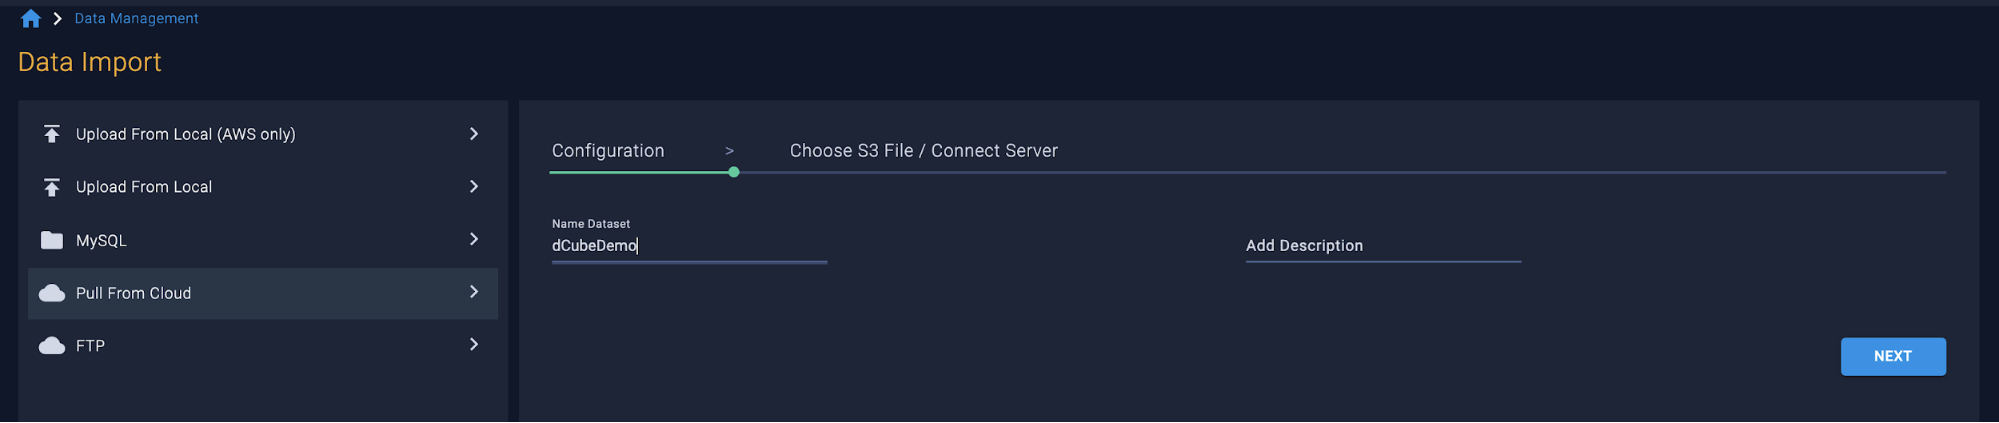 Data Management
Data Import
Upload From Local (AWS only)
Upload From Local
MySQL
Pull From Cloud
FTP
Configuration > Choose S3 File / Connect Server
Name Dataset
dCubeDemo
Add Description
NEXT